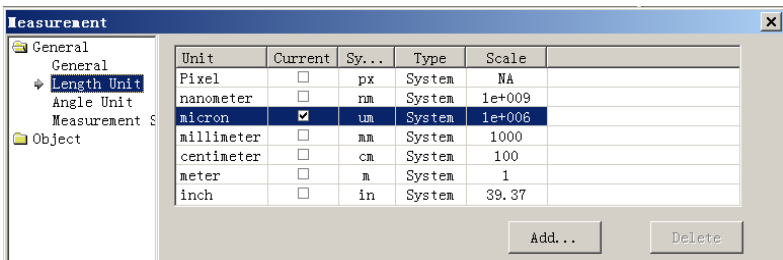 Measurement
General
General
Length Unit
Angle Unit
Measurement S
Object
Unit Current Sy... Type Scale
Pixel px System NA
nanometer nm System 1e+009
micron um System 1e+006
millimeter mm System 1000
centimeter cm System 100
meter m System 1
inch in System 39.37
Add... Delete